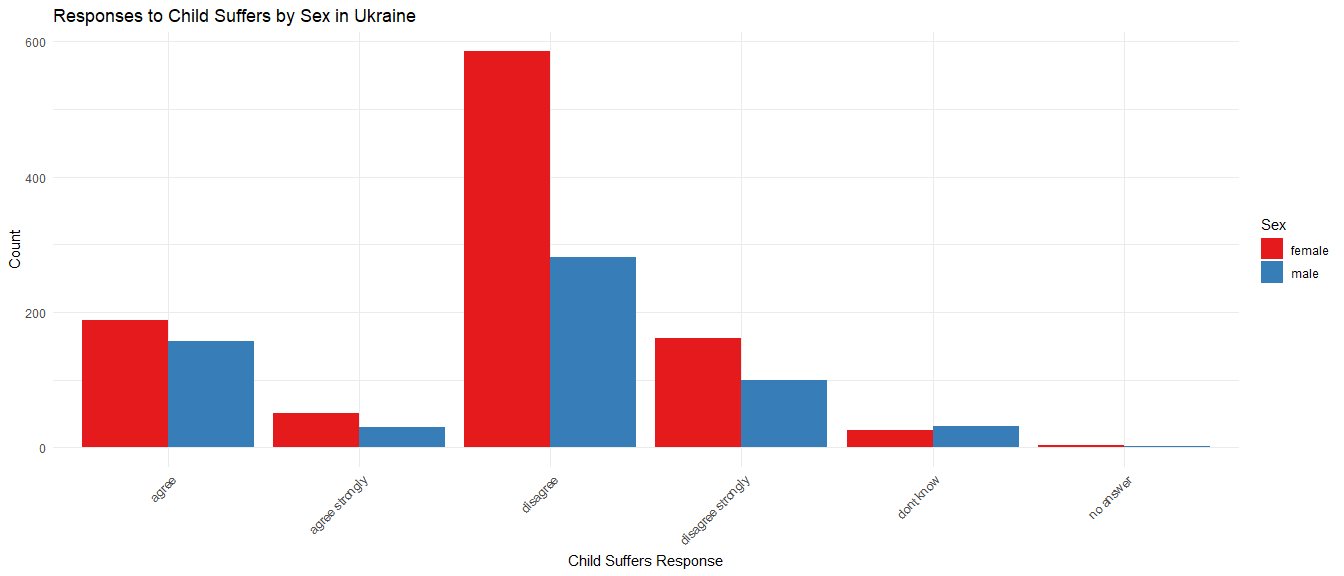 Responses to Child Suffers by Sex in Ukraine
Count
600
400
200
0
agree
agree strongly
disagree
disagree strongly
dont know
no answer
Child Suffers Response
Sex
female
male